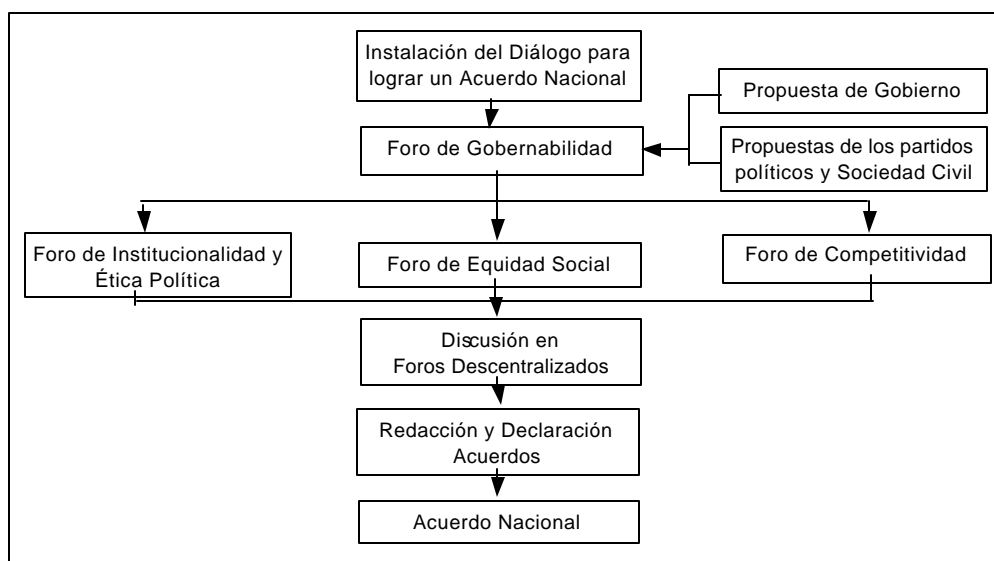 Instalación del Diálogo para
lograr un Acuerdo Nacional
Propuesta de Gobierno
Foro de Gobernabilidad
Propuestas de los partidos
políticos y Sociedad Civil
Foro de Institucionalidad y
Ética Política
Foro de Equidad Social
Foro de Competitividad
Discusión en
Foros Descentralizados
Redacción y Declaración
Acuerdos
Acuerdo Nacional